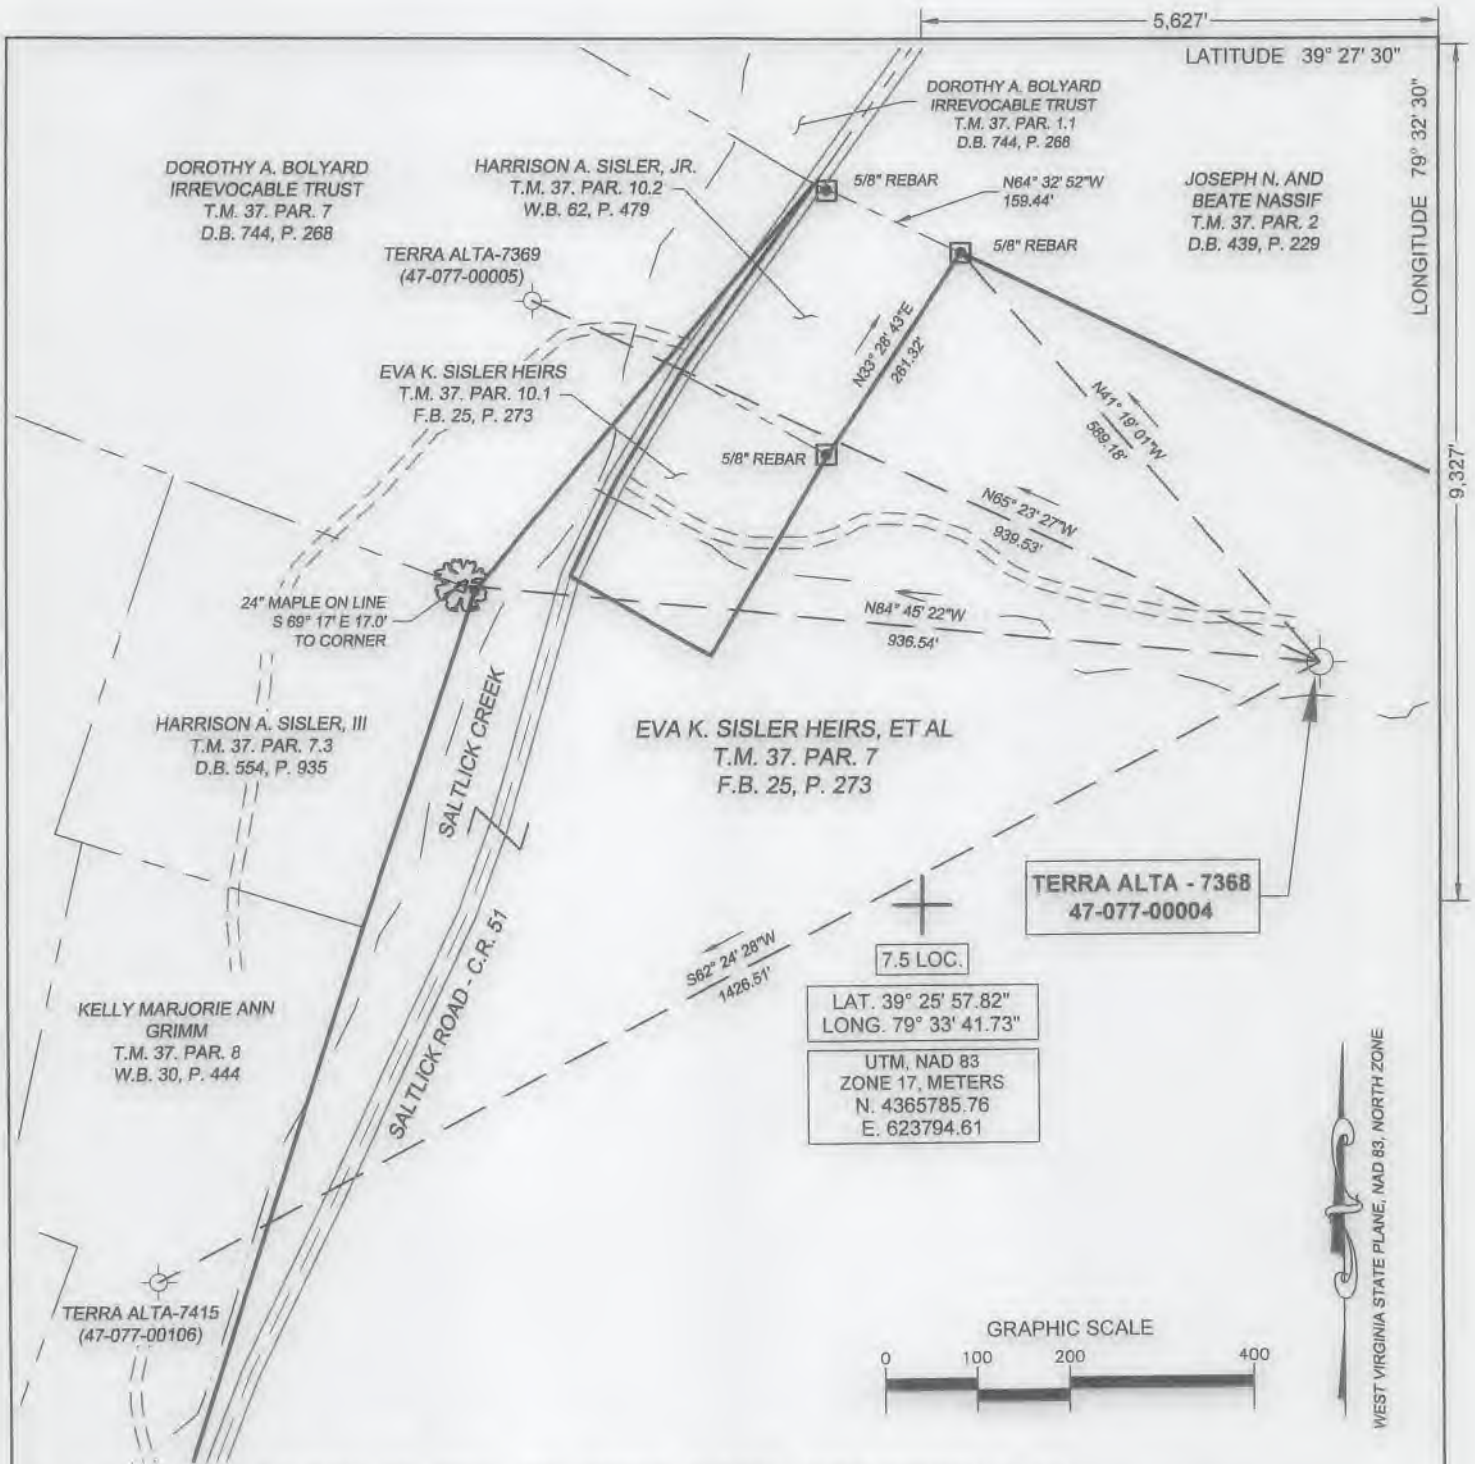 5,627'
LATITUDE 39° 27' 30"
LONGITUDE 79° 32' 30"
9,327'
DOROTHY A. BOLYARD
IRREVOCABLE TRUST
T.M. 37. PAR. 1.1
D.B. 744, P. 268
DOROTHY A. BOLYARD
IRREVOCABLE TRUST
T.M. 37. PAR. 7
D.B. 744, P. 268
HARRISON A. SISLER, JR.
T.M. 37. PAR. 10.2
W.B. 62, P. 479
5/8" REBAR
N64° 32' 52"W
159.44'
JOSEPH N. AND
BEATE NASSIF
T.M. 37. PAR. 2
D.B. 439, P. 229
5/8" REBAR
TERRA ALTA-7369
(47-077-00005)
N33° 28' 43"E
261.32'
EVA K. SISLER HEIRS
T.M. 37. PAR. 10.1
F.B. 25, P. 273
N41° 19' 01"W
589.18'
5/8" REBAR
N65° 23' 27"W
939.53'
24" MAPLE ON LINE
S 69° 17' E 17.0'
TO CORNER
N84° 45' 22"W
936.54'
HARRISON A. SISLER, III
T.M. 37. PAR. 7.3
D.B. 554, P. 935
SALTLICK CREEK
EVA K. SISLER HEIRS, ET AL
T.M. 37. PAR. 7
F.B. 25, P. 273
TERRA ALTA - 7368
47-077-00004
S62° 24' 28"W
1426.51'
7.5 LOC.
LAT. 39° 25' 57.82"
LONG. 79° 33' 41.73"
UTM, NAD 83
ZONE 17, METERS
N. 4365785.76
E. 623794.61
KELLY MARJORIE ANN
GRIMM
T.M. 37. PAR. 8
W.B. 30, P. 444
SALTLICK ROAD - C.R. 51
WEST VIRGINIA STATE PLANE, NAD 83, NORTH ZONE
TERRA ALTA-7415
(47-077-00106)
GRAPHIC SCALE
0 100 200 400